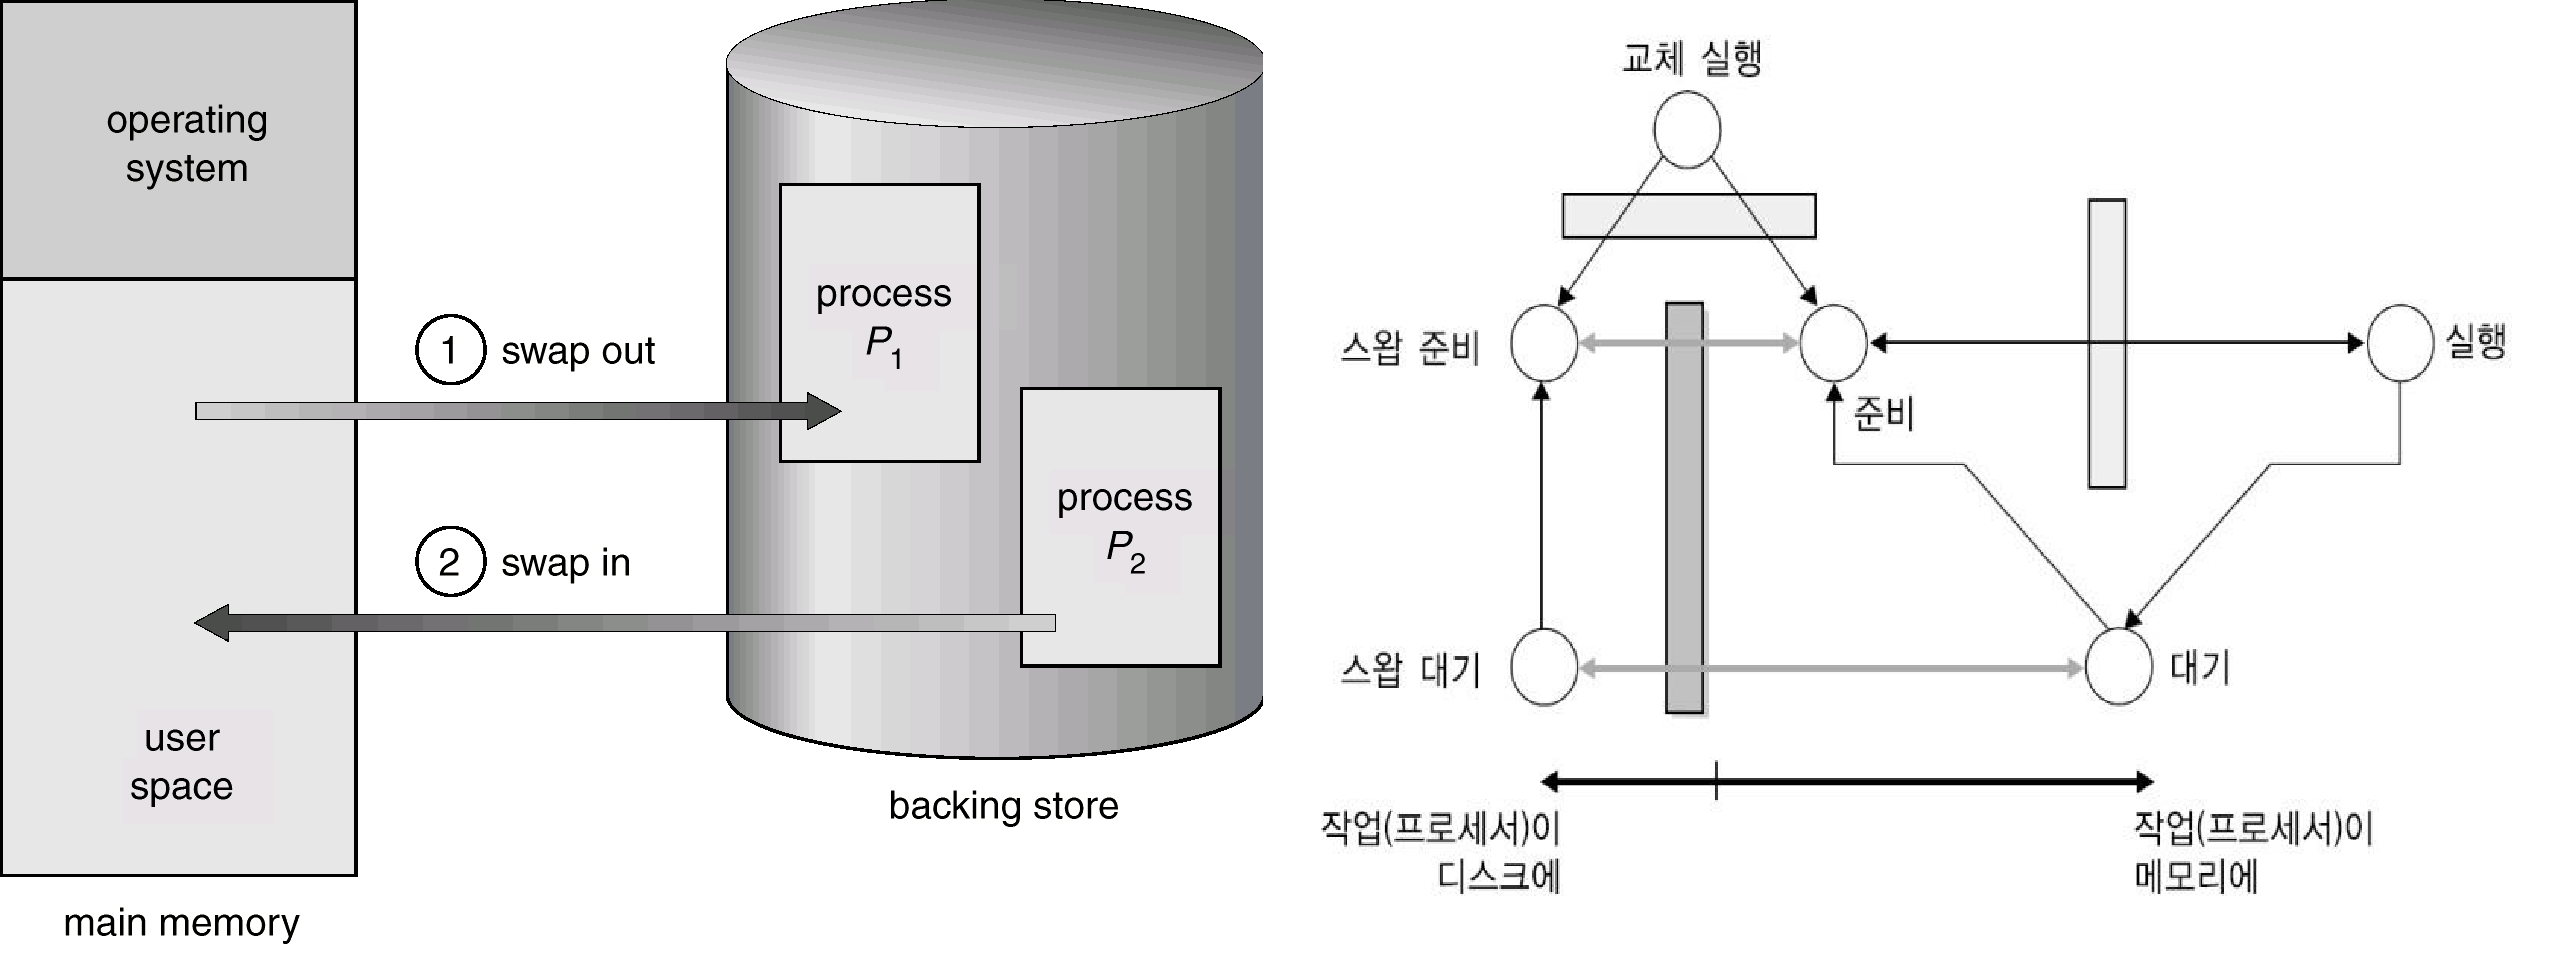 operating
system
1 swap out
2 swap in
user
space
main memory
process
P1
process
P2
backing store
교체 실행
스왑 준비
준비
실행
스왑 대기
대기
작업(프로세서)이
디스크에
작업(프로세서)이
메모리에